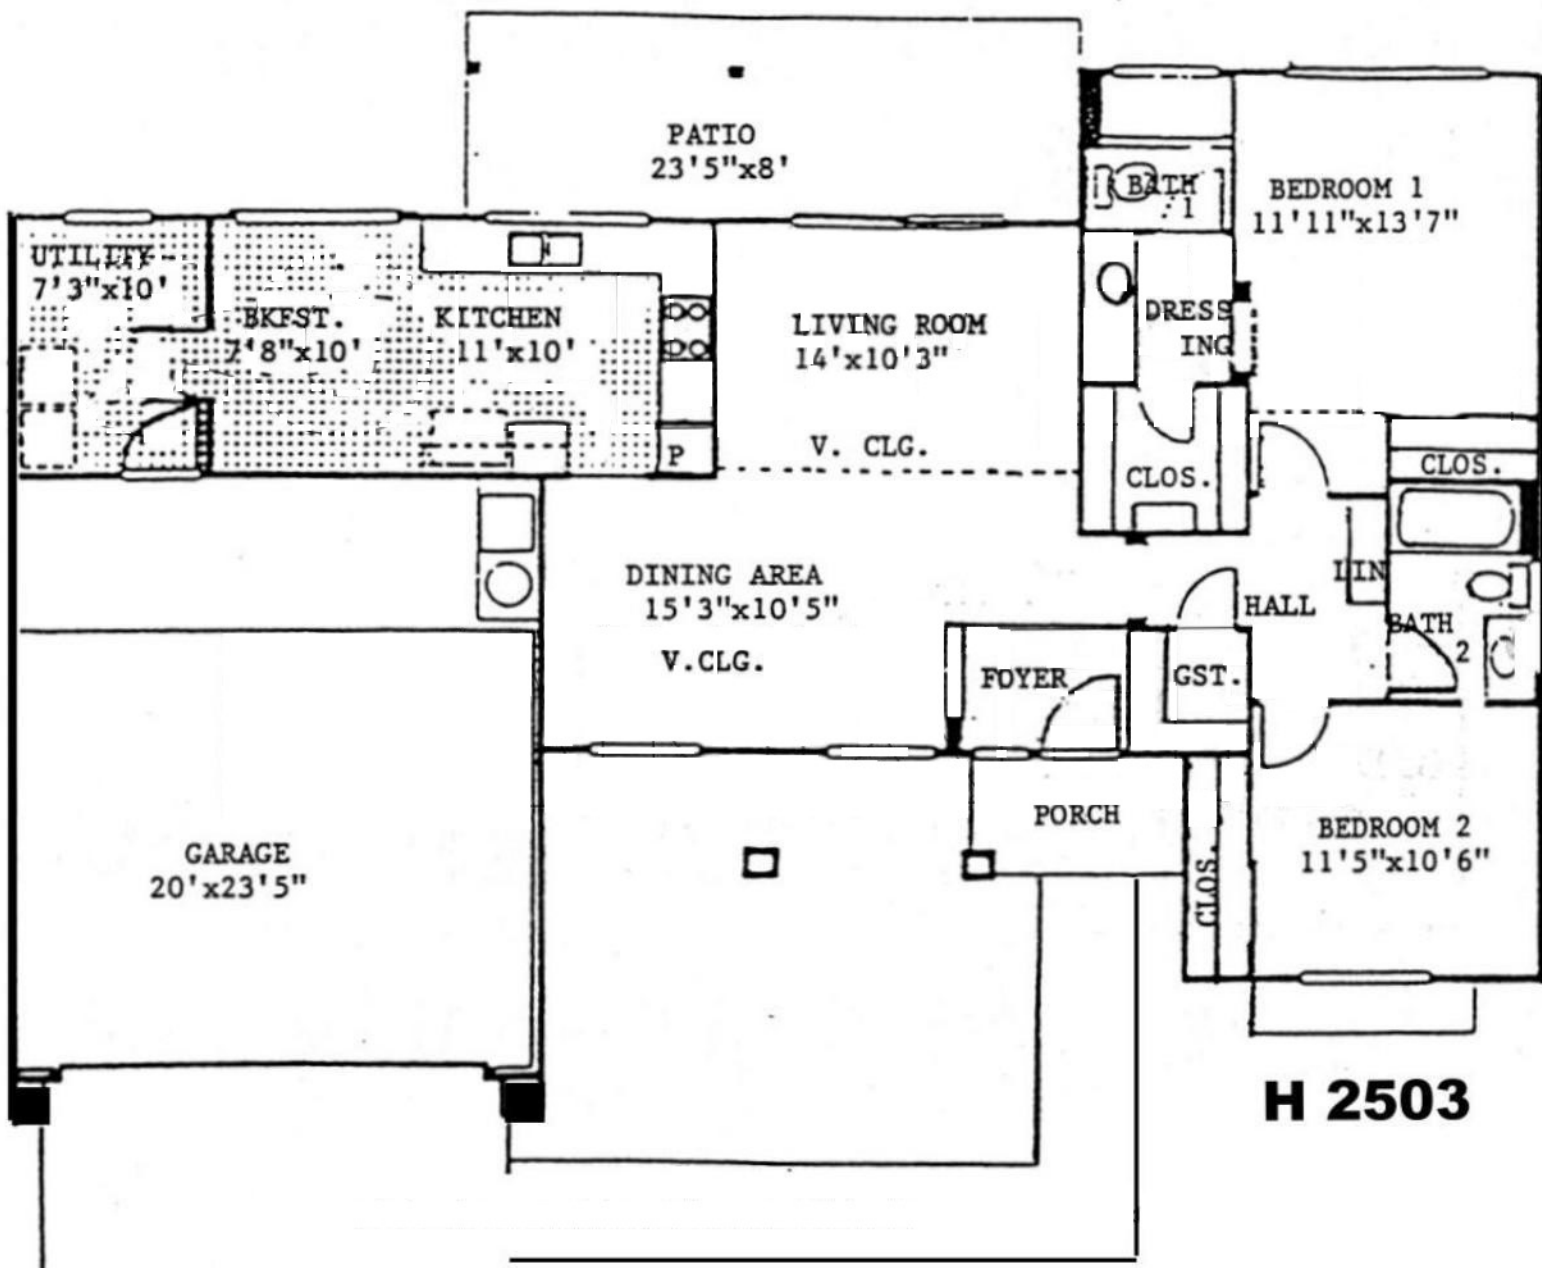 PATIO
23'5"x8'
BATH
1
BEDROOM 1
11'11"x13'7"
UTILITY
7'3"x10'
BKFST.
7'8"x10'
KITCHEN
11'x10'
LIVING ROOM
14'x10'3"
V. CLG.
DRESS
ING
P
CLOS.
CLOS.
DINING AREA
15'3"x10'5"
V.CLG.
HALL
LIN
BATH
2
FOYER
GST.
PORCH
CLOS.
BEDROOM 2
11'5"x10'6"
GARAGE
20'x23'5"
H 2503